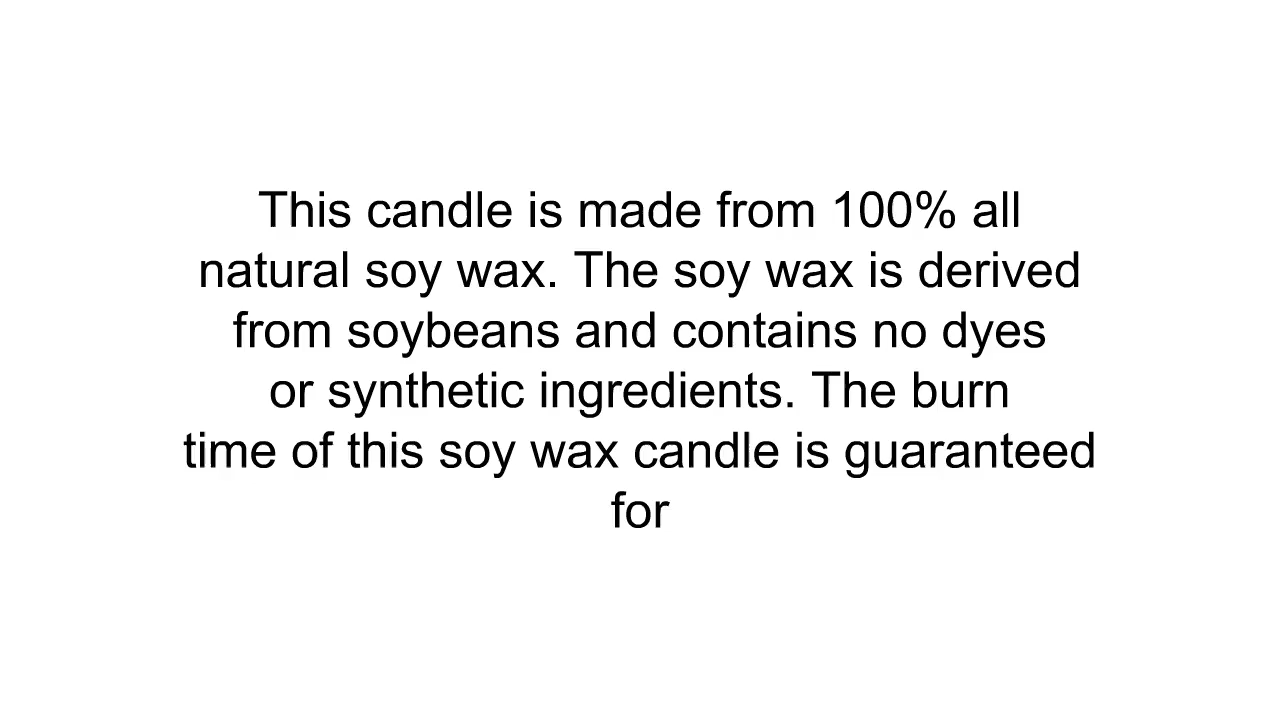 This candle is made from 100% all
natural soy wax. The soy wax is derived
from soybeans and contains no dyes
or synthetic ingredients. The burn
time of this soy wax candle is guaranteed
for